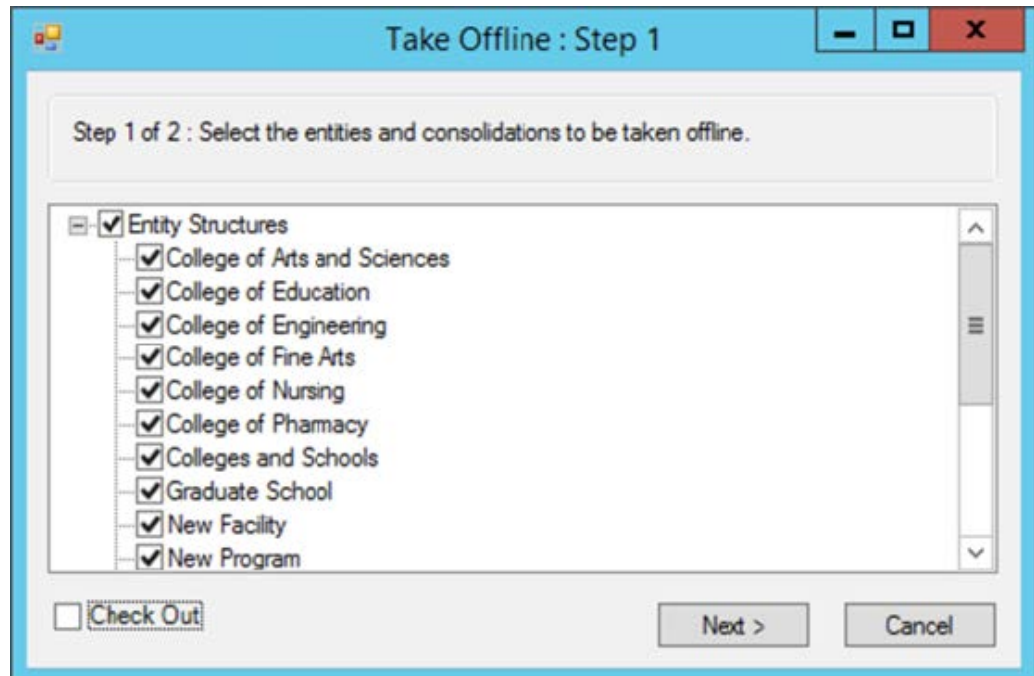 Take Offline : Step 1
Step 1 of 2 : Select the entities and consolidations to be taken offline.
Entity Structures
College of Arts and Sciences
College of Education
College of Engineering
College of Fine Arts
College of Nursing
College of Pharmacy
Colleges and Schools
Graduate School
New Facility
New Program
Check Out
Next >
Cancel